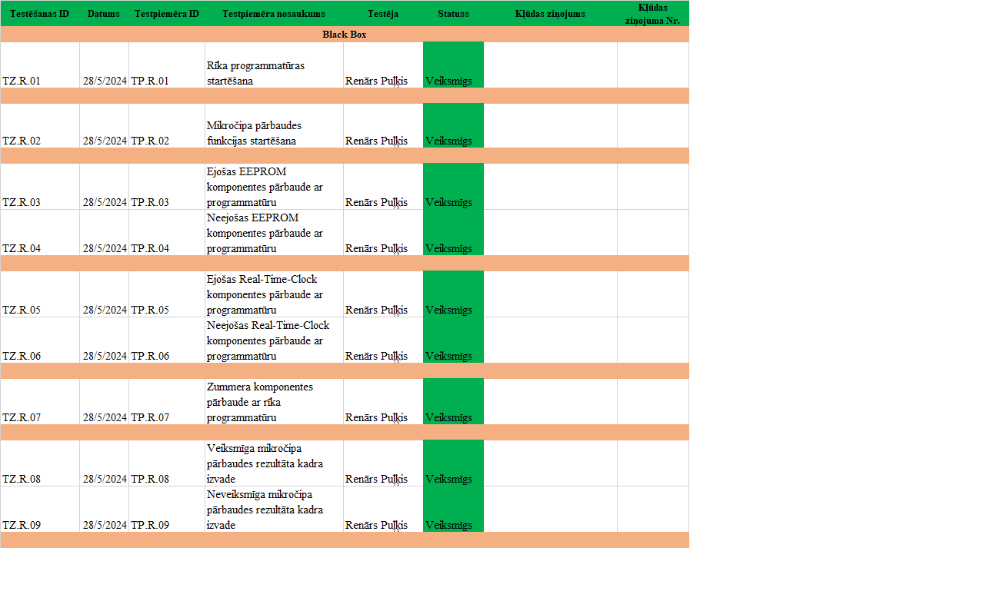 Testēšanas ID Datums Testpiemēra ID Testpiemēra nosaukums Testēja Statuss Kļūdas ziņojums Kļūdas
ziņojuma Nr.
Black Box
Rīka programmatūras
TZ.R.01 28/5/2024 TP.R.01 startēšana Renārs Puļķis Veiksmīgs
Mikročipa pārbaudes
TZ.R.02 28/5/2024 TP.R.02 funkcijas startēšana Renārs Puļķis Veiksmīgs
Ejošas EEPROM
komponentes pārbaude ar
TZ.R.03 28/5/2024 TP.R.03 programmatūru Renārs Puļķis Veiksmīgs
Neejošas EEPROM
komponentes pārbaude ar
TZ.R.04 28/5/2024 TP.R.04 programmatūru Renārs Puļķis Veiksmīgs
Ejošas Real-Time-Clock
komponentes pārbaude ar
TZ.R.05 28/5/2024 TP.R.05 programmatūru Renārs Puļķis Veiksmīgs
Neejošas Real-Time-Clock
komponentes pārbaude ar
TZ.R.06 28/5/2024 TP.R.06 programmatūru Renārs Puļķis Veiksmīgs
Zummera komponentes
pārbaude ar rīka
TZ.R.07 28/5/2024 TP.R.07 programmatūru Renārs Puļķis Veiksmīgs
Veiksmīga mikročipa
pārbaudes rezultāta kadra
TZ.R.08 28/5/2024 TP.R.08 izvade Renārs Puļķis Veiksmīgs
Neveiksmīga mikročipa
pārbaudes rezultāta kadra
TZ.R.09 28/5/2024 TP.R.09 izvade Renārs Puļķis Veiksmīgs